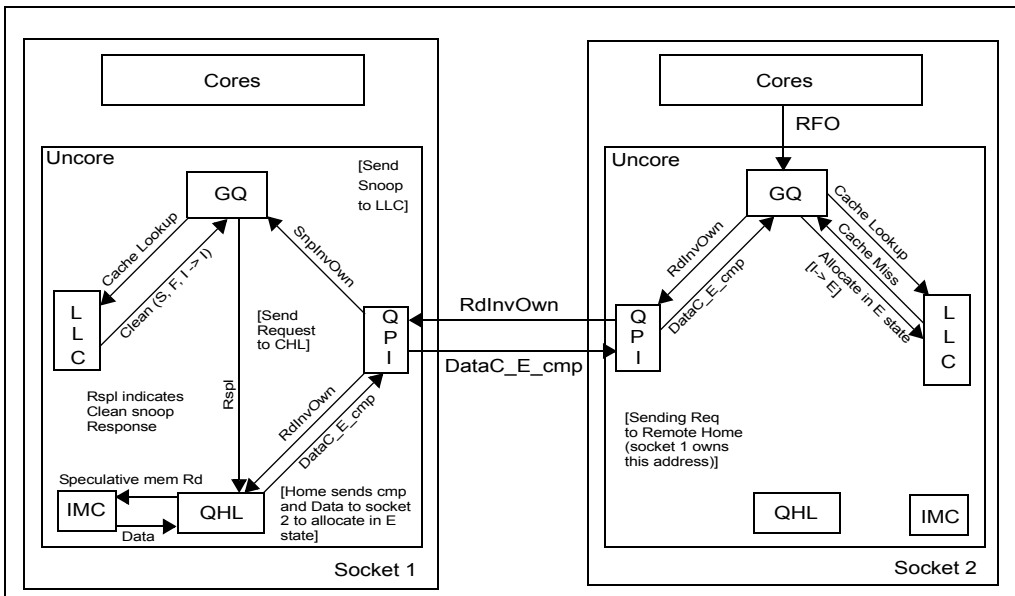 Cores
Uncore
[Send
Snoop
to LLC]
GQ
Cache Lookup
Clean (S, F, I -> I)
SnpInvOwn
L
L
C
[Send
Request
to CHL]
Q
P
I
Rspl indicates
Clean snoop
Response
Rspl
RdInvOwn
DataC_E_cmp
Speculative mem Rd
IMC
Data
QHL
[Home sends cmp
and Data to socket
2 to allocate in E
state]
Socket 1
RdInvOwn
DataC_E_cmp
Cores
RFO
Uncore
GQ
Cache Lookup
Cache Miss
Allocate in E state
[I-> E]
RdInvOwn
DataC_E_cmp
Q
P
I
L
L
C
[Sending Req
to Remote Home
(socket 1 owns
this address)]
QHL
IMC
Socket 2